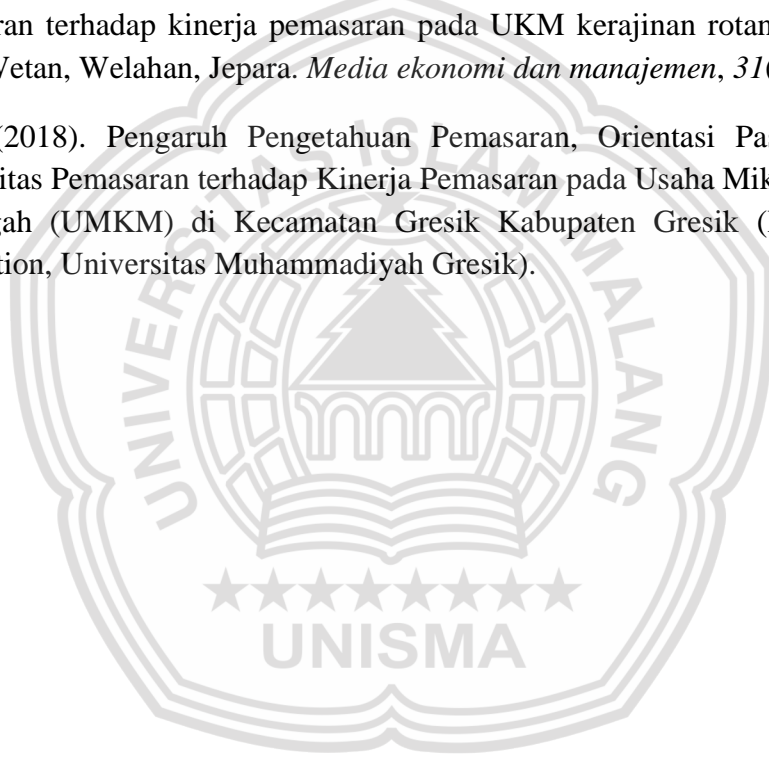 ran terhadap kinerja pemasaran pada UKM kerajinan rotan
Wetan, Welahan, Jepara. Media ekonomi dan manajemen, 31(
(2018). Pengaruh Pengetahuan Pemasaran, Orientasi Pas
itas Pemasaran terhadap Kinerja Pemasaran pada Usaha Mik
gah (UMKM) di Kecamatan Gresik Kabupaten Gresik (
tion, Universitas Muhammadiyah Gresik).
UNIVERSITAS ISLAM MALANG
UNISMA